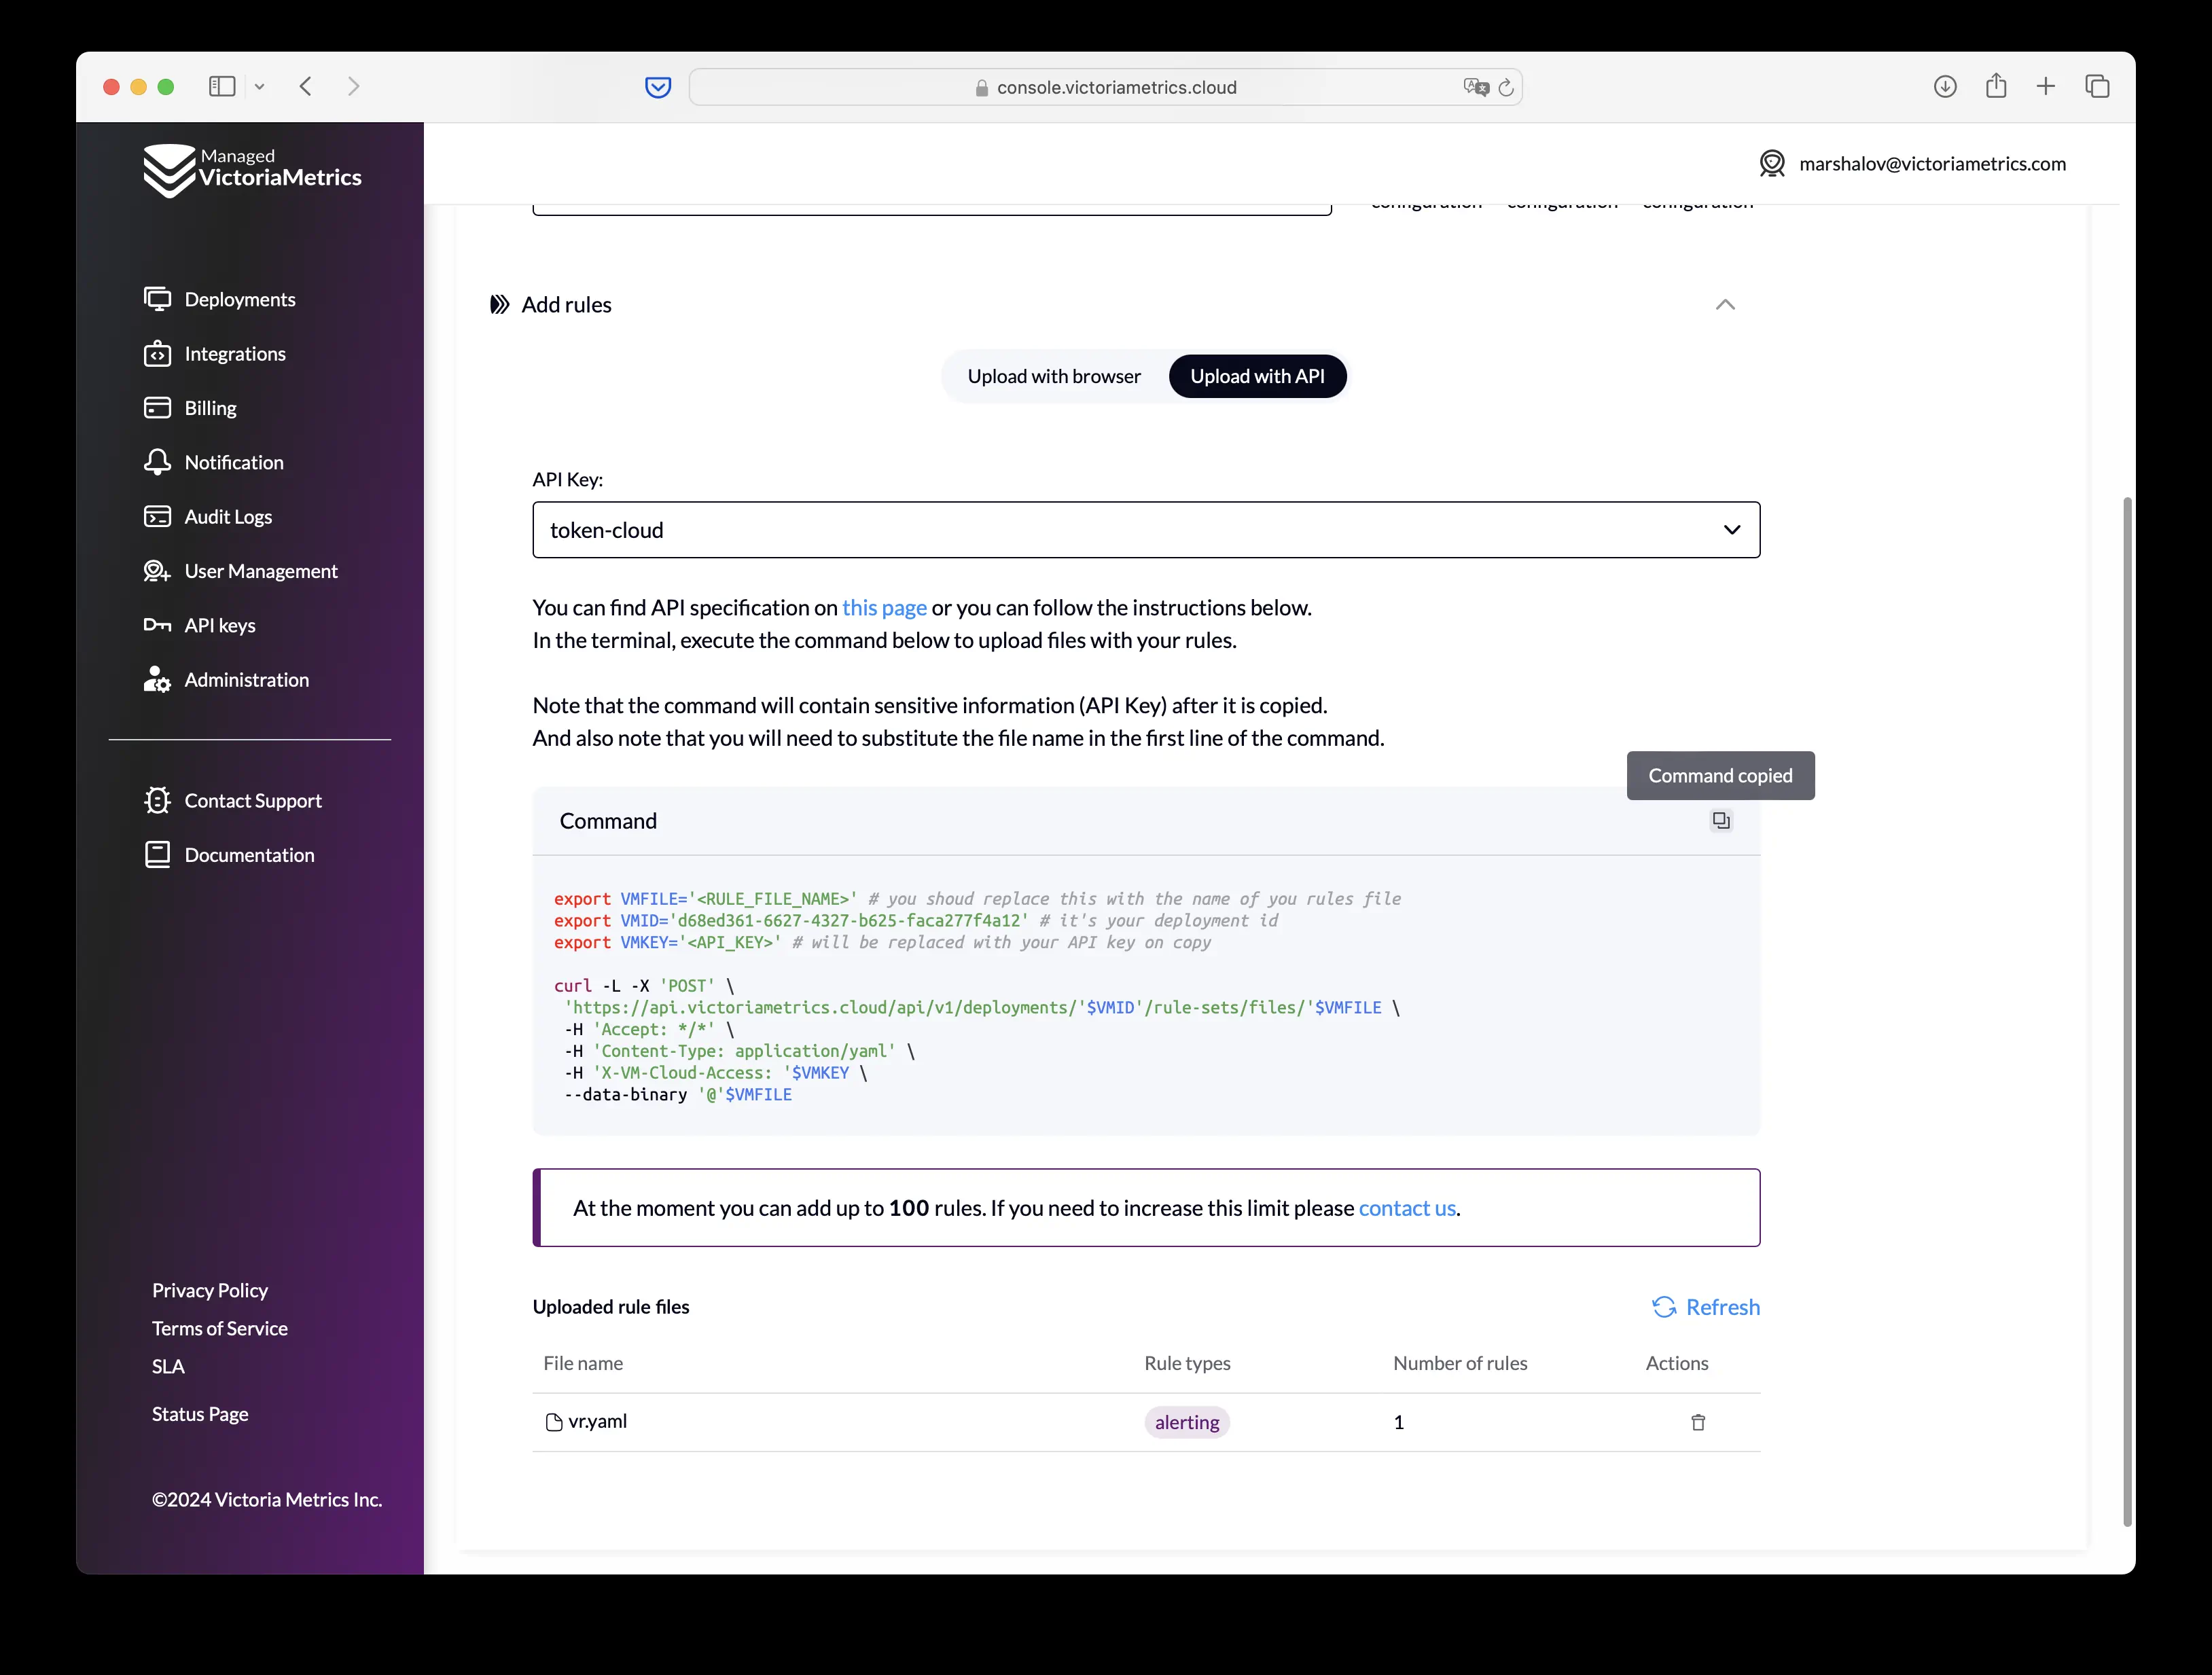 console.victoriametrics.cloud
Managed
VictoriaMetrics
marshalov@victoriametrics.com
configuration configuration configuration
Deployments
Integrations
Billing
Notification
Audit Logs
User Management
API keys
Administration
Contact Support
Documentation
Privacy Policy
Terms of Service
SLA
Status Page
©2024 Victoria Metrics Inc.
Add rules
Upload with browser
Upload with API
API Key:
token-cloud
You can find API specification on this page or you can follow the instructions below.
In the terminal, execute the command below to upload files with your rules.
Note that the command will contain sensitive information (API Key) after it is copied.
And also note that you will need to substitute the file name in the first line of the command.
Command copied
Command
export VMFILE='<RULE_FILE_NAME>' # you shoud replace this with the name of you rules file
export VMID='d68ed361-6627-4327-b625-faca277f4a12' # it's your deployment id
export VMKEY='<API_KEY>' # will be replaced with your API key on copy
curl -L -X 'POST' \
'https://api.victoriametrics.cloud/api/v1/deployments/'$VMID'/rule-sets/files/'$VMFILE \
-H 'Accept: */*' \
-H 'Content-Type: application/yaml' \
-H 'X-VM-Cloud-Access: '$VMKEY \
--data-binary '@'$VMFILE
At the moment you can add up to 100 rules. If you need to increase this limit please contact us.
Uploaded rule files
Refresh
File name Rule types Number of rules Actions
vr.yaml alerting 1